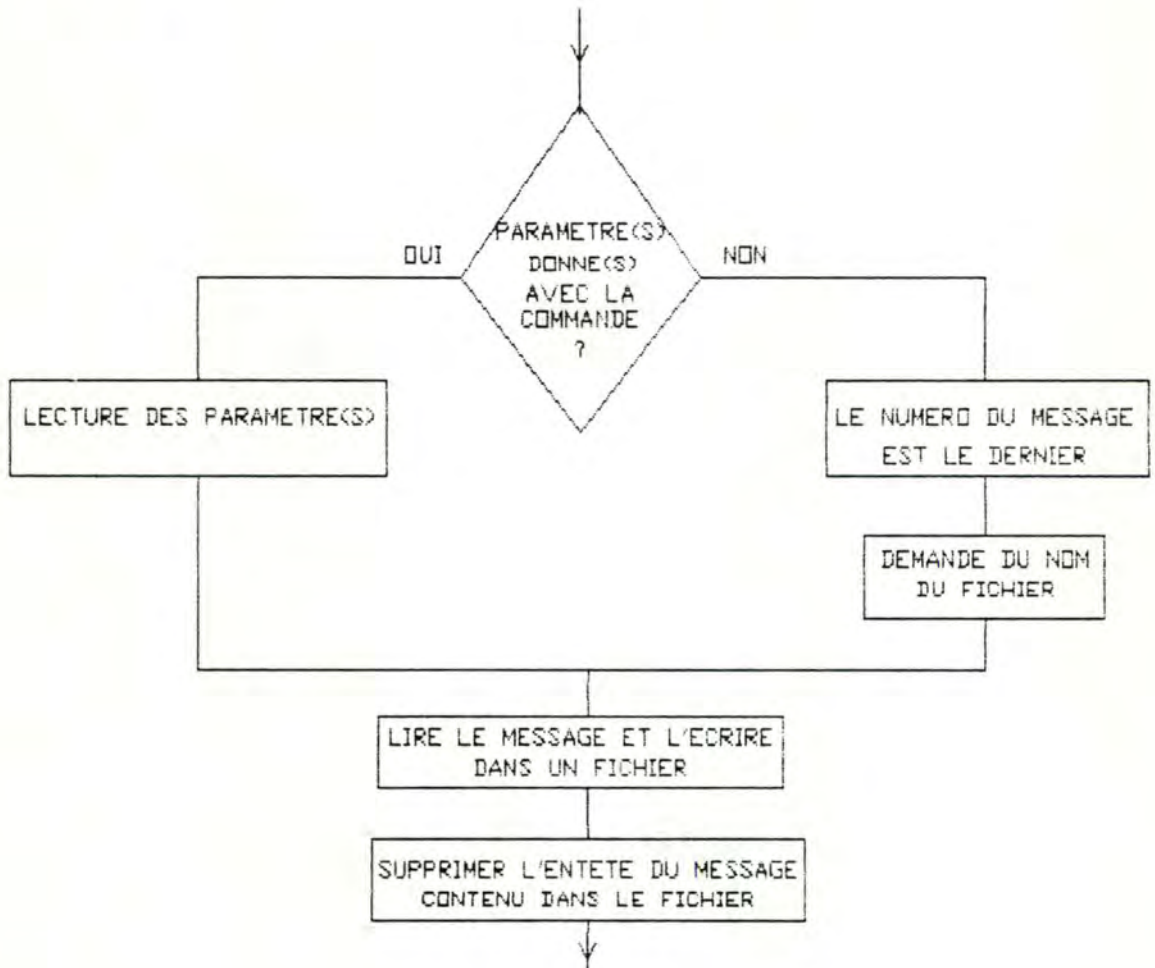 PARAMETRE(S)
DONNE(S)
AVEC LA
COMMANDE
?
OUI
NON
LECTURE DES PARAMETRE(S)
LE NUMERO DU MESSAGE
EST LE DERNIER
DEMANDE DU NOM
DU FICHIER
LIRE LE MESSAGE ET L'ECRIRE
DANS UN FICHIER
SUPPRIMER L'ENTETE DU MESSAGE
CONTENU DANS LE FICHIER